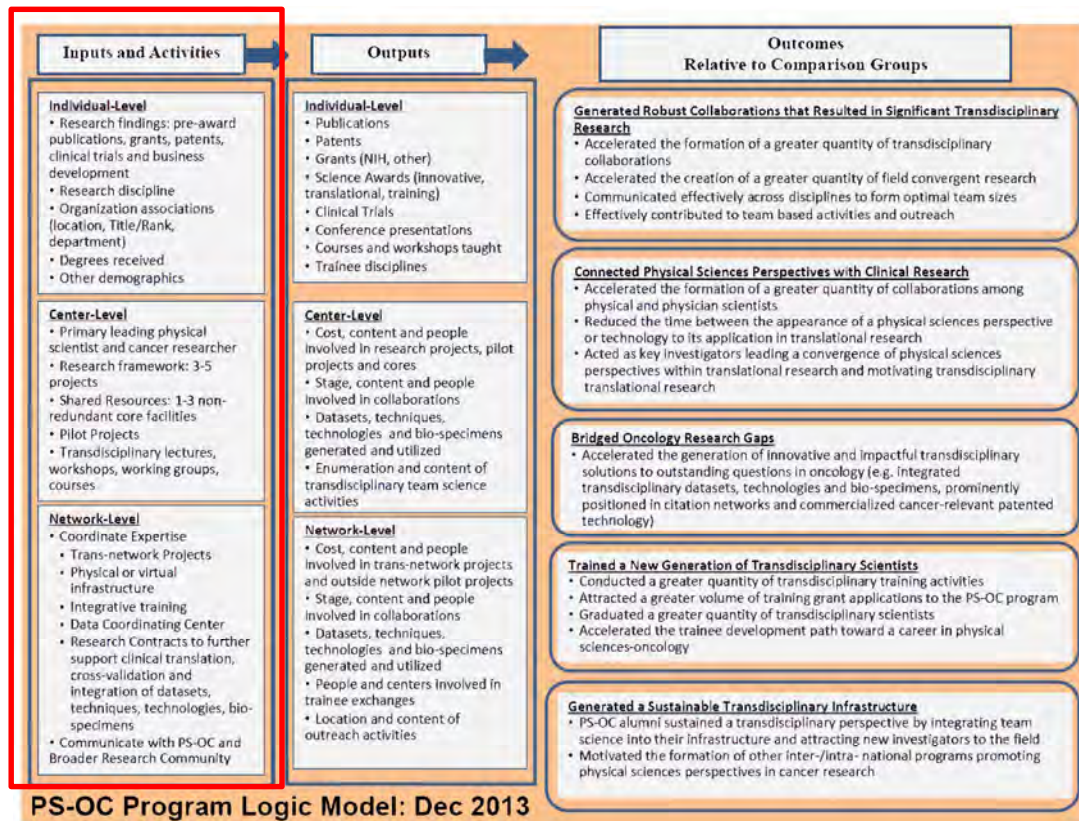 Inputs and Activities
Individual-Level
• Research findings: pre-award
publications, grants, patents,
clinical trials and business
development
• Research discipline
• Organization associations
(location, Title/Rank,
department)
• Degrees received
• Other demographics
Center-Level
• Primary leading physical
scientist and cancer researcher
• Research framework: 3-5
projects
• Shared Resources: 1-3 non-
redundant core facilities
• Pilot Projects
• Transdisciplinary lectures,
workshops, working groups,
courses
Network-Level
• Coordinate Expertise
▪ Trans-network Projects
▪ Physical or virtual
infrastructure
▪ Integrative training
▪ Data Coordinating Center
▪ Research Contracts to further
support clinical translation,
cross-validation and
integration of datasets,
techniques, technologies, bio-
specimens
• Communicate with PS-OC and
Broader Research Community
Outputs
Individual-Level
• Publications
• Patents
• Grants (NIH, other)
• Science Awards (innovative,
translational, training)
• Clinical Trials
• Conference presentations
• Courses and workshops taught
• Trainee disciplines
Center-Level
• Cost, content and people
involved in research projects, pilot
projects and cores
• Stage, content and people
involved in collaborations
• Datasets, techniques,
technologies and bio-specimens
generated and utilized
• Enumeration and content of
transdisciplinary team science
activities
Network-Level
• Cost, content and people
involved in trans-network projects
and outside network pilot projects
• Stage, content and people
involved in collaborations
• Datasets, techniques,
technologies and bio-specimens
generated and utilized
• People and centers involved in
trainee exchanges
• Location and content of
outreach activities
Outcomes
Relative to Comparison Groups
Generated Robust Collaborations that Resulted in Significant Transdisciplinary
Research
• Accelerated the formation of a greater quantity of transdisciplinary
collaborations
• Accelerated the creation of a greater quantity of field convergent research
• Communicated effectively across disciplines to form optimal team sizes
• Effectively contributed to team based activities and outreach
Connected Physical Sciences Perspectives with Clinical Research
• Accelerated the formation of a greater quantity of collaborations among
physical and physician scientists
• Reduced the time between the appearance of a physical sciences perspective
or technology to its application in translational research
• Acted as key investigators leading a convergence of physical sciences
perspectives within translational research and motivating transdisciplinary
translational research
Bridged Oncology Research Gaps
• Accelerated the generation of innovative and impactful transdisciplinary
solutions to outstanding questions in oncology (e.g. integrated
transdisciplinary datasets, technologies and bio-specimens, prominently
positioned in citation networks and commercialized cancer-relevant patented
technology)
Trained a New Generation of Transdisciplinary Scientists
• Conducted a greater quantity of transdisciplinary training activities
• Attracted a greater volume of training grant applications to the PS-OC program
• Graduated a greater quantity of transdisciplinary scientists
• Accelerated the trainee development path toward a career in physical
sciences-oncology
Generated a Sustainable Transdisciplinary Infrastructure
• PS-OC alumni sustained a transdisciplinary perspective by integrating team
science into their infrastructure and attracting new investigators to the field
• Motivated the formation of other inter-/intra- national programs promoting
physical sciences perspectives in cancer research
PS-OC Program Logic Model: Dec 2013